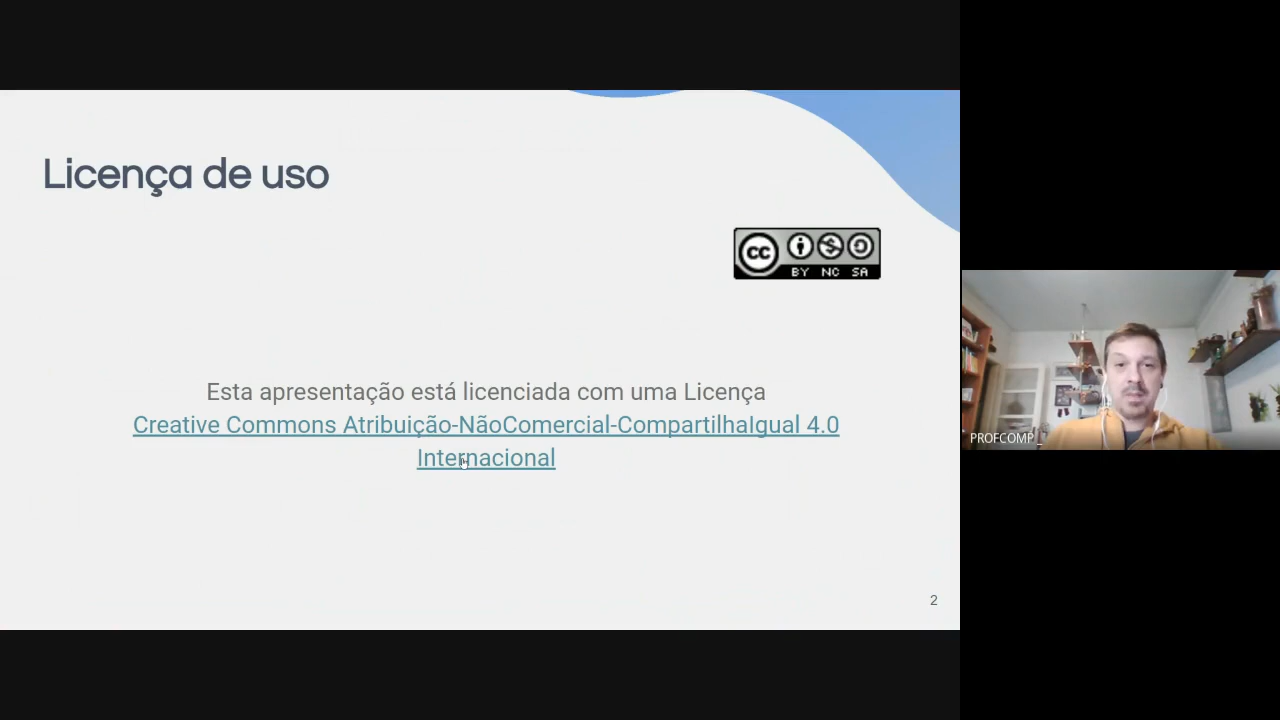 Licença de uso
CC BY NC SA
Esta apresentação está licenciada com uma Licença
Creative Commons Atribuição-NãoComercial-CompartilhaIgual 4.0
Internacional
2
PROFCOMP _